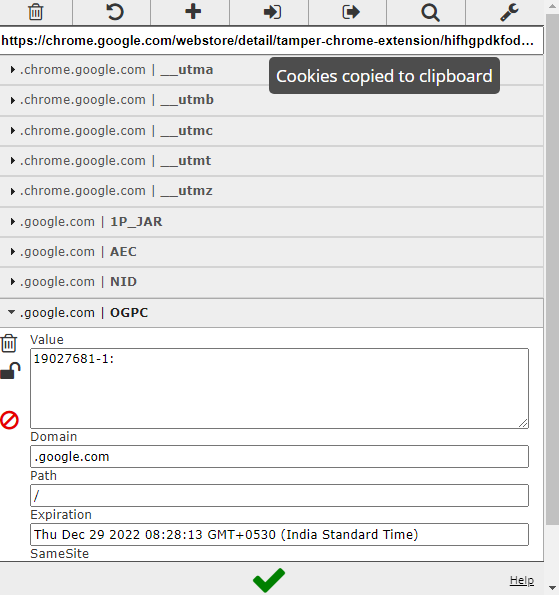 https://chrome.google.com/webstore/detail/tamper-chrome-extension/hifhgpdkfod...
Cookies copied to clipboard
.chrome.google.com | __utma
.chrome.google.com | __utmb
.chrome.google.com | __utmc
.chrome.google.com | __utmt
.chrome.google.com | __utmz
.google.com | 1P_JAR
.google.com | AEC
.google.com | NID
.google.com | OGPC
Value
19027681-1:
Domain
.google.com
Path
/
Expiration
Thu Dec 29 2022 08:28:13 GMT+0530 (India Standard Time)
SameSite
Help